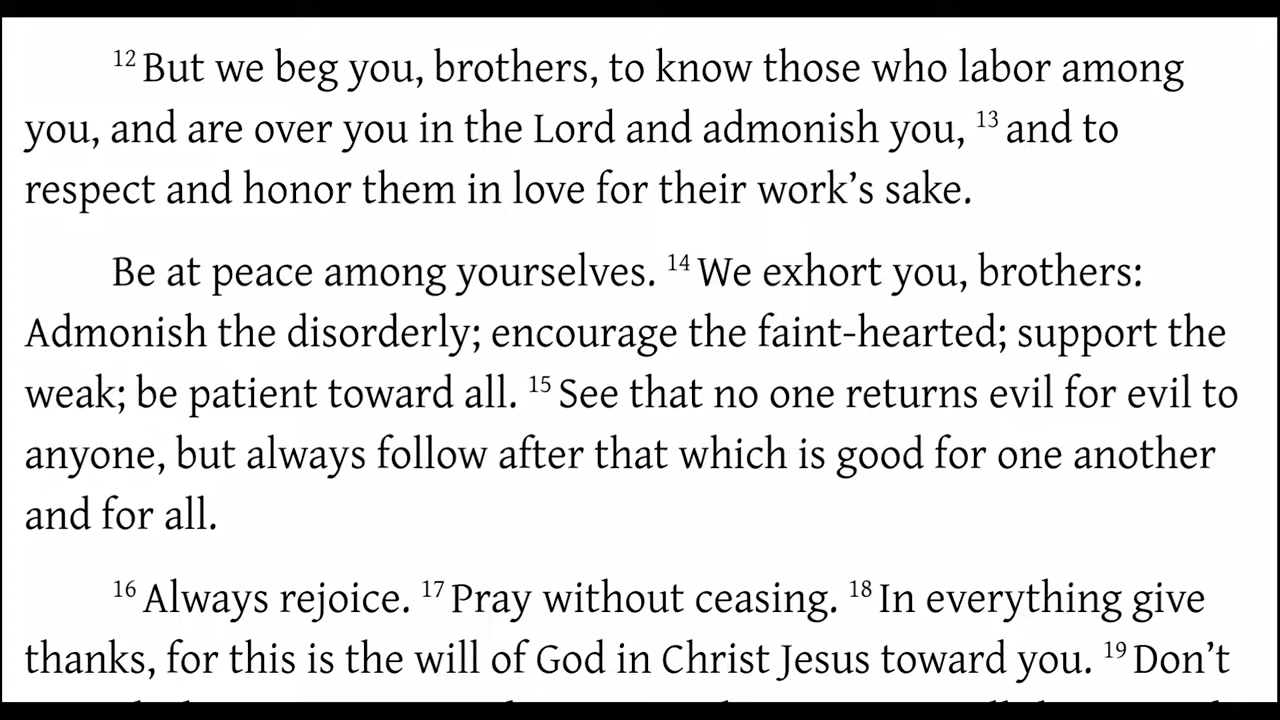 12 But we beg you, brothers, to know those who labor among
you, and are over you in the Lord and admonish you, 13 and to
respect and honor them in love for their work’s sake.
Be at peace among yourselves. 14 We exhort you, brothers:
Admonish the disorderly; encourage the faint-hearted; support the
weak; be patient toward all. 15 See that no one returns evil for evil to
anyone, but always follow after that which is good for one another
and for all.
16 Always rejoice. 17 Pray without ceasing. 18 In everything give
thanks, for this is the will of God in Christ Jesus toward you. 19 Don’t